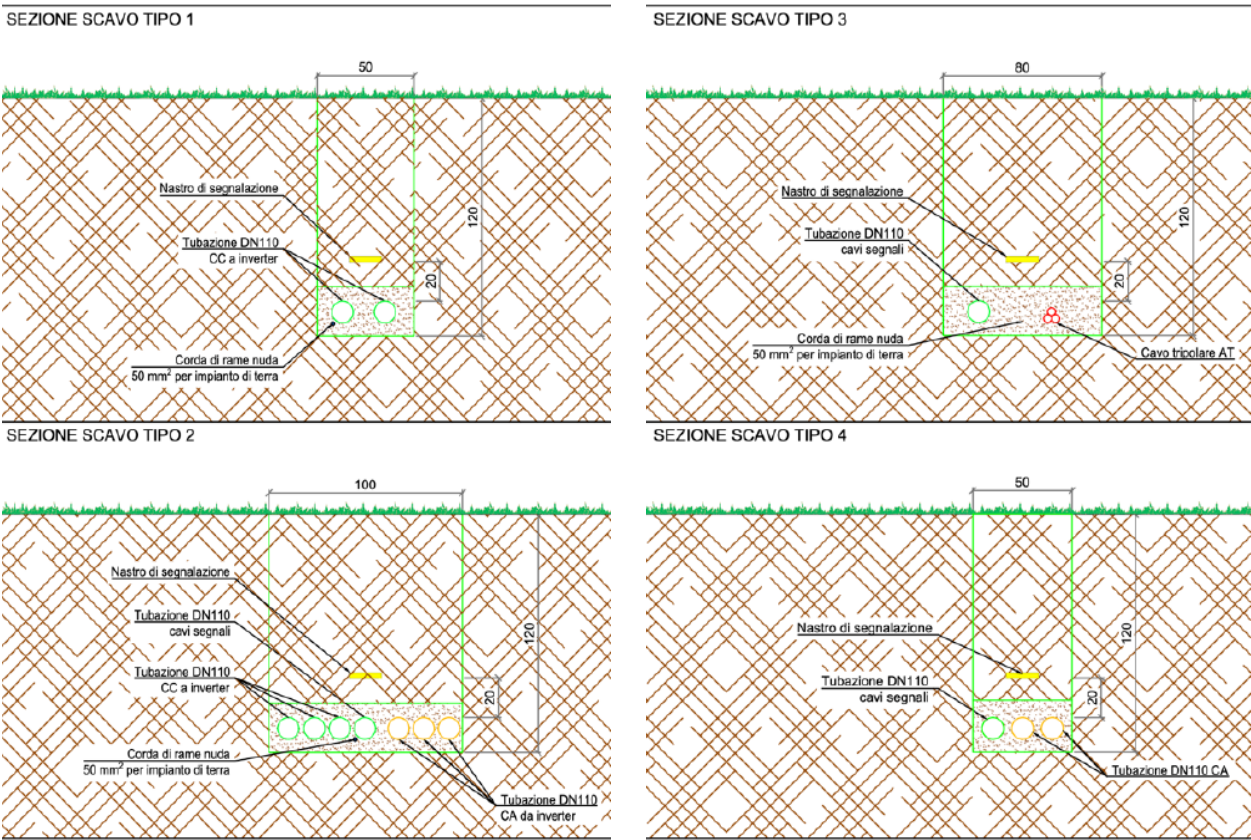 SEZIONE SCAVO TIPO 1
50
Nastro di segnalazione
Tubazione DN110
CC a inverter
120
20
Corda di rame nuda
50 mm² per impianto di terra
SEZIONE SCAVO TIPO 3
80
Nastro di segnalazione
Tubazione DN110
cavi segnali
120
20
Corda di rame nuda
50 mm² per impianto di terra
Cavo tripolare AT
SEZIONE SCAVO TIPO 2
100
Nastro di segnalazione
Tubazione DN110
cavi segnali
Tubazione DN110
CC a inverter
120
20
Corda di rame nuda
50 mm² per impianto di terra
Tubazione DN110
CA da inverter
SEZIONE SCAVO TIPO 4
50
Nastro di segnalazione
Tubazione DN110
cavi segnali
120
20
Tubazione DN110 CA